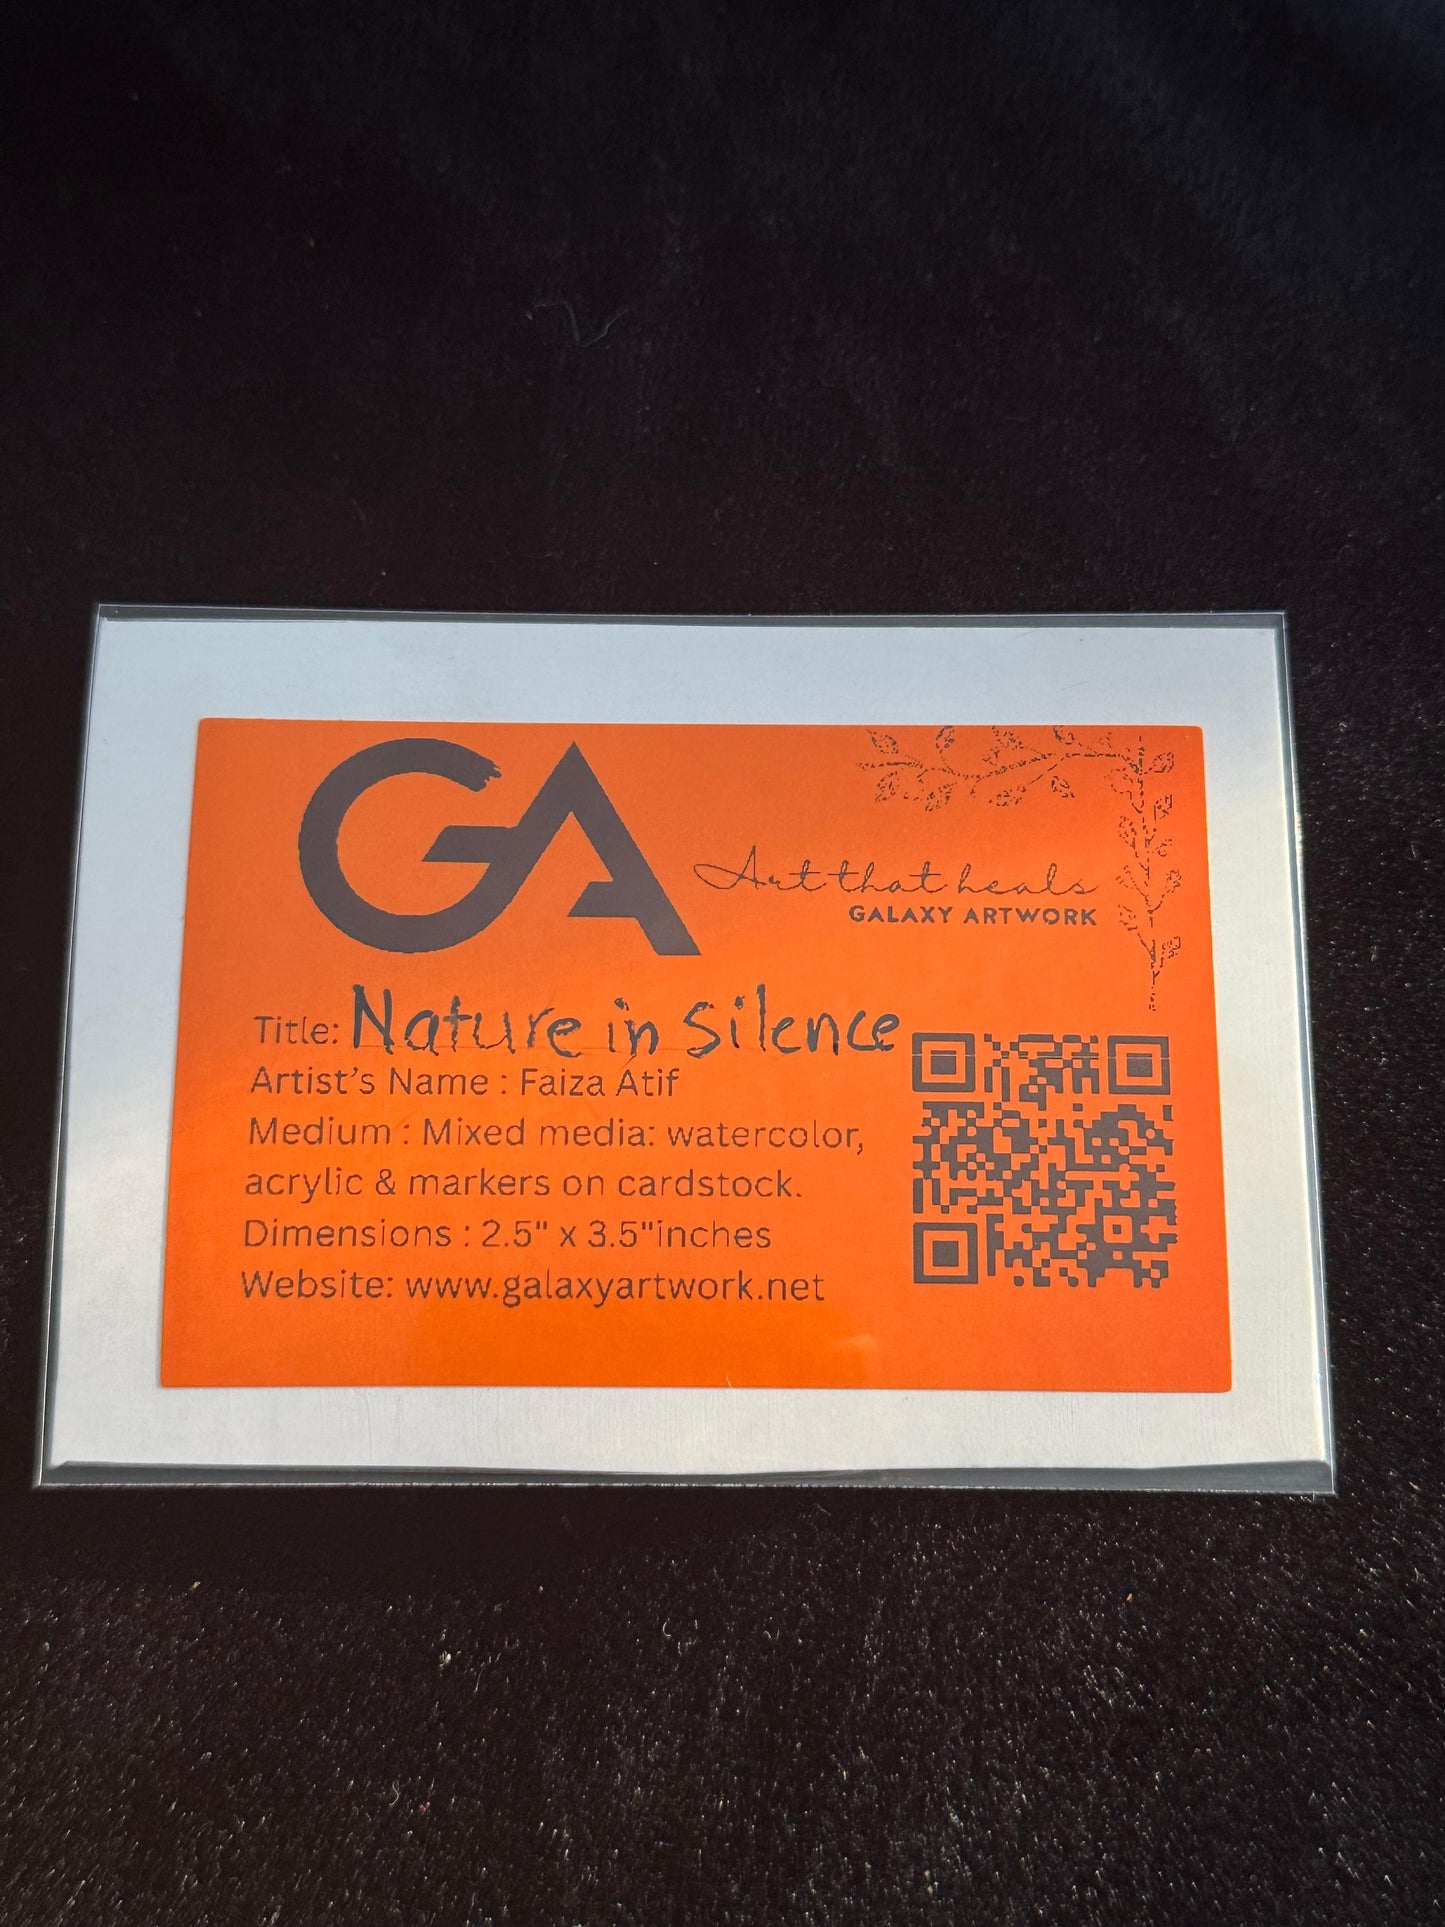 GA
Art that heals
GALAXY ARTWORK
Title: Nature in silence
Artist's Name : Faiza Atif
Medium : Mixed media: watercolor,
acrylic & markers on cardstock.
Dimensions : 2.5" x 3.5"inches
Website: www.galaxyartwork.net